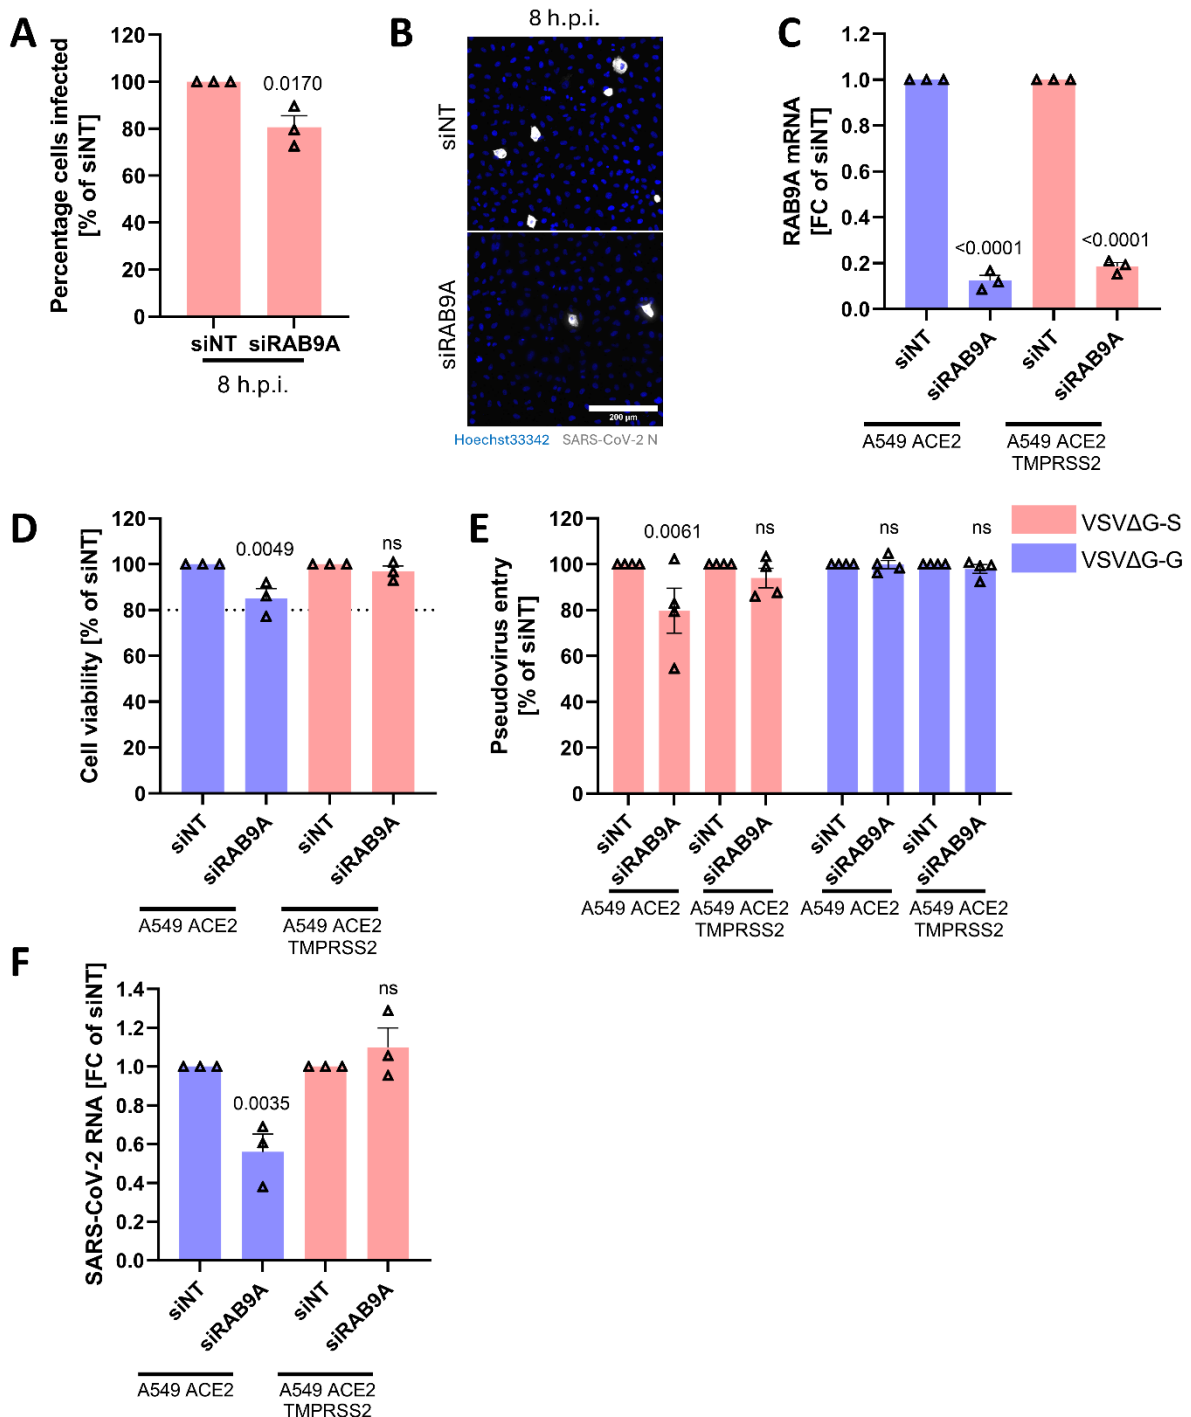 A
Percentage cells infected
[% of siNT]
120
100
80
60
40
20
0
0.0170
siNT siRAB9A
8 h.p.i.
B
8 h.p.i.
siNT
siRAB9A
200 µm
Hoechst33342 SARS-CoV-2 N
C
RAB9A mRNA
[FC of siNT]
1.2
1.0
0.8
0.6
0.4
0.2
0.0
<0.0001
<0.0001
siNT
siRAB9A
siNT
siRAB9A
A549 ACE2
A549 ACE2
TMPRSS2
D
Cell viability [% of siNT]
120
100
80
60
40
20
0
0.0049
ns
siNT
siRAB9A
siNT
siRAB9A
A549 ACE2
A549 ACE2
TMPRSS2
E
Pseudovirus entry
[% of siNT]
120
100
80
60
40
20
0
0.0061
ns
ns
ns
siNT
siRAB9A
siNT
siRAB9A
siNT
siRAB9A
siNT
siRAB9A
A549 ACE2
A549 ACE2
TMPRSS2
A549 ACE2
A549 ACE2
TMPRSS2
VSVΔG-S
VSVΔG-G
F
SARS-CoV-2 RNA [FC of siNT]
1.4
1.2
1.0
0.8
0.6
0.4
0.2
0.0
0.0035
ns
siNT
siRAB9A
siNT
siRAB9A
A549 ACE2
A549 ACE2
TMPRSS2